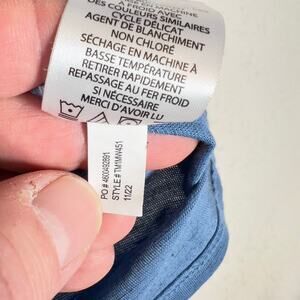 DES COULEURS SIMILAIRES
CYCLE DÉLICAT
AGENT DE BLANCHIMENT
NON CHLORÉ
SÉCHAGE EN MACHINE À
BASSE TEMPÉRATURE
RETIRER RAPIDEMENT
REPASSAGE AU FER FROID
SI NÉCESSAIRE
MERCI D'AVOIR LU
PO # 4600492891
STYLE # TM1MW451
11/22